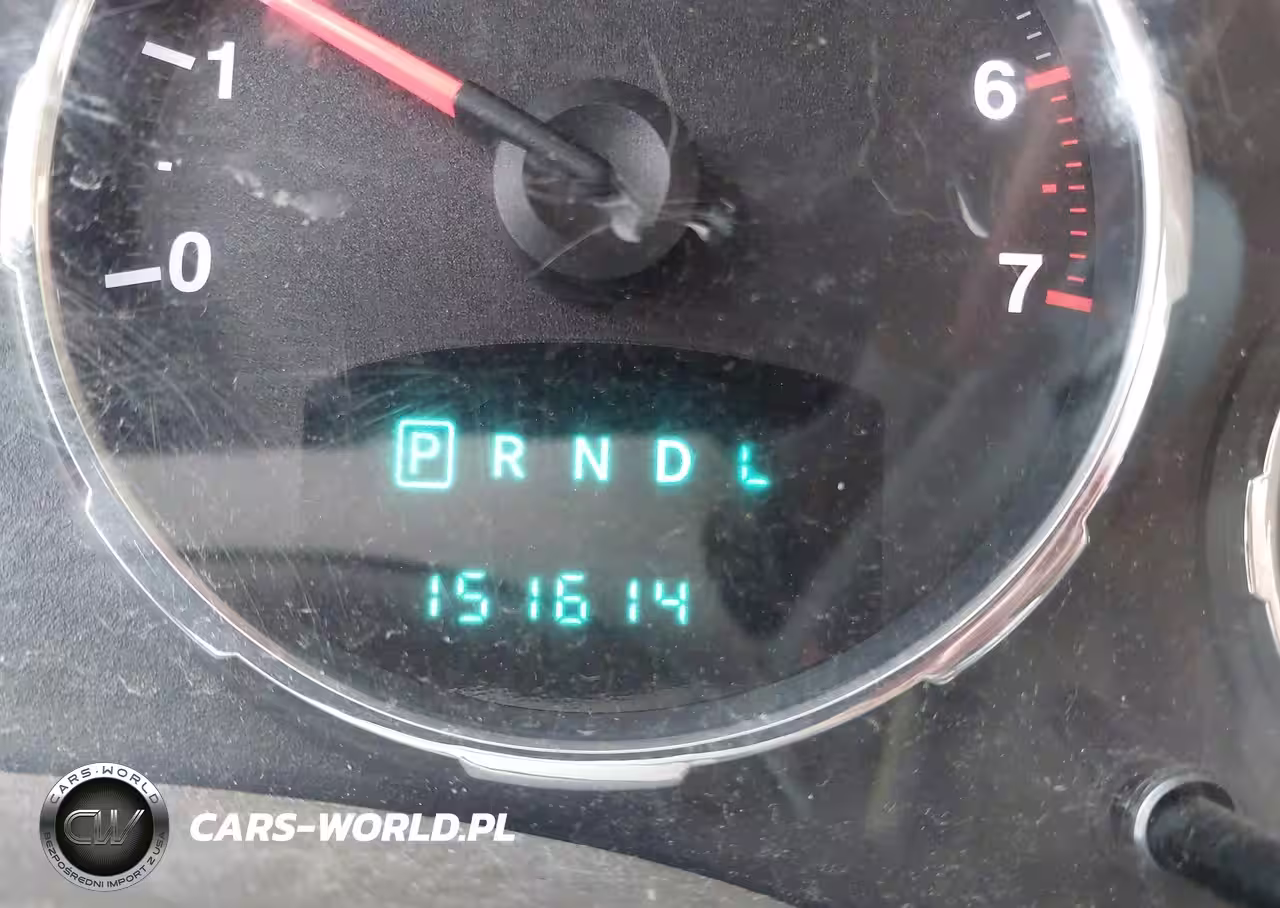 1
6
0
7
P R N D L
151614
CARS·WORLD
CW
BEZPOŚREDNI IMPORT Z USA
CARS-WORLD.PL